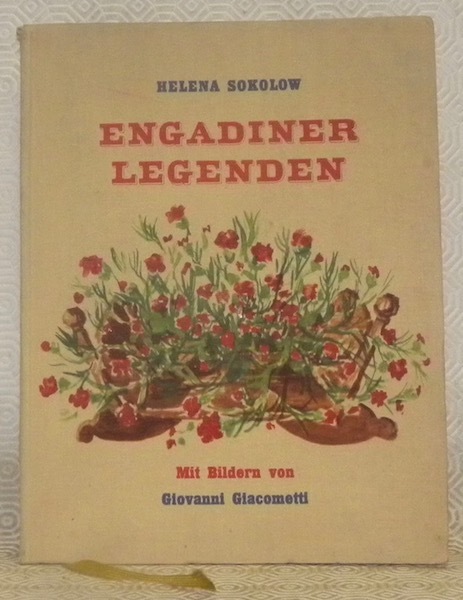 HELENA SOKOLOW
ENGADINER
LEGENDEN
Mit Bildern von
Giovanni Giacometti